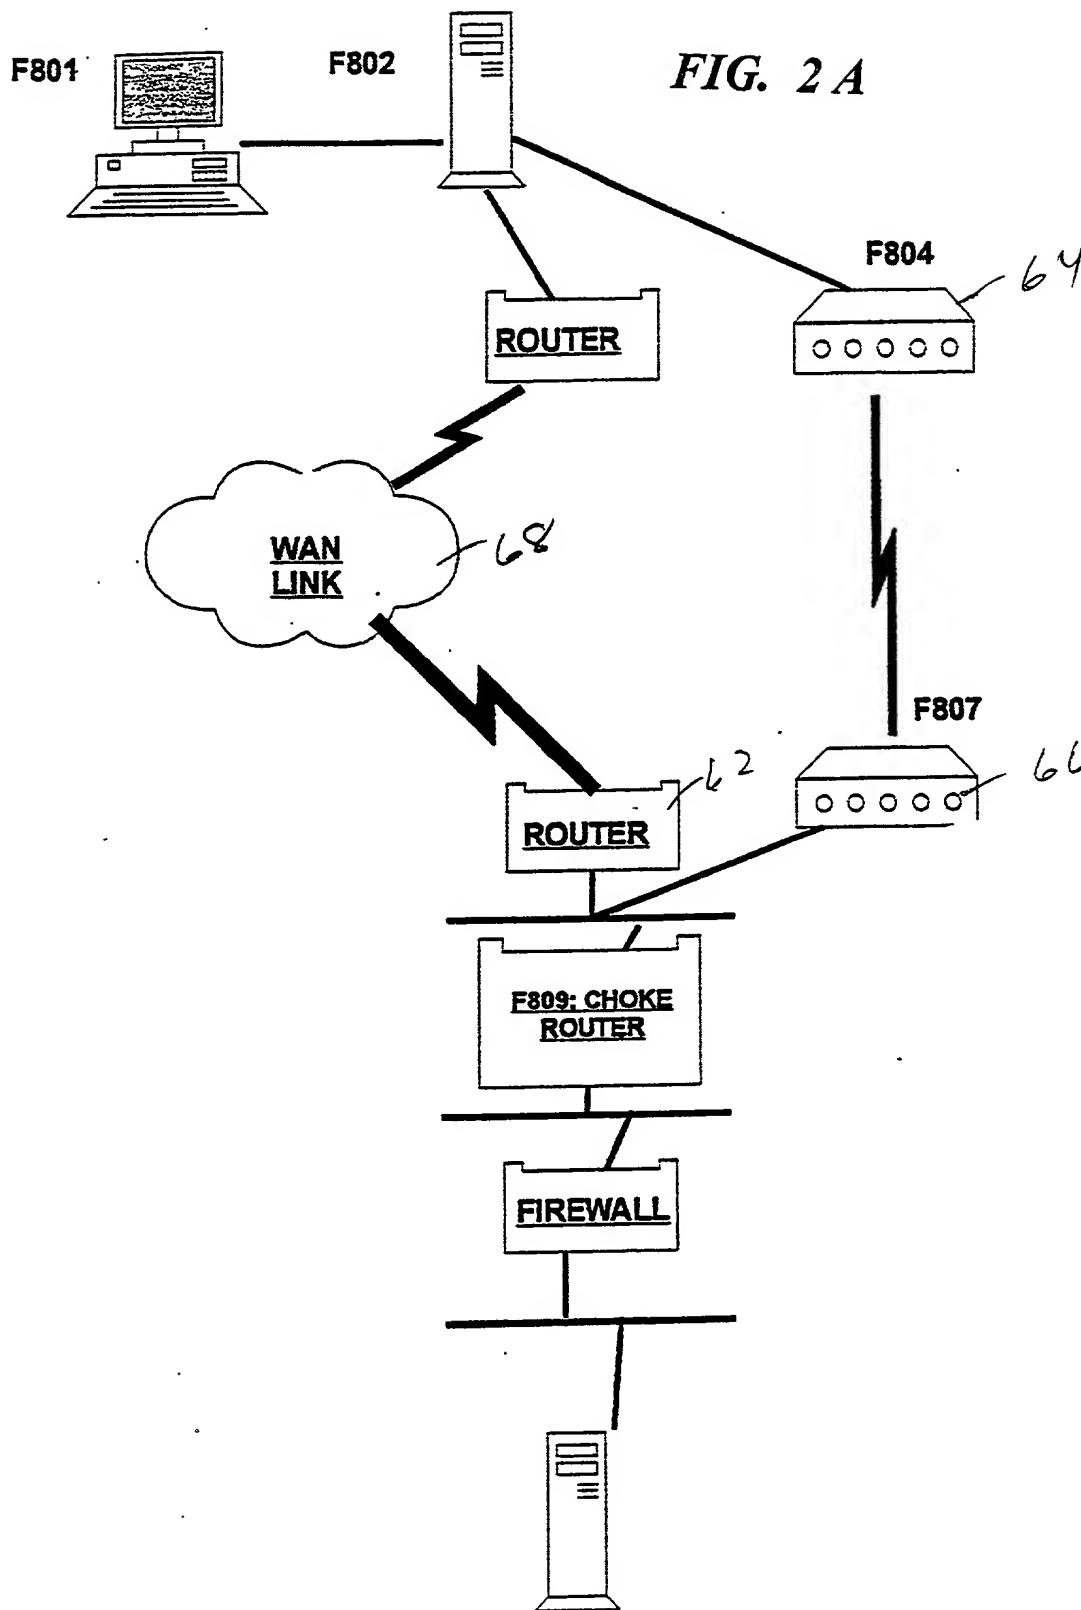 FIG. 2 A
F801
F802
F804
64
ROUTER
WAN
LINK
68
F807
62
66
ROUTER
F809: CHOKE
ROUTER
FIREWALL